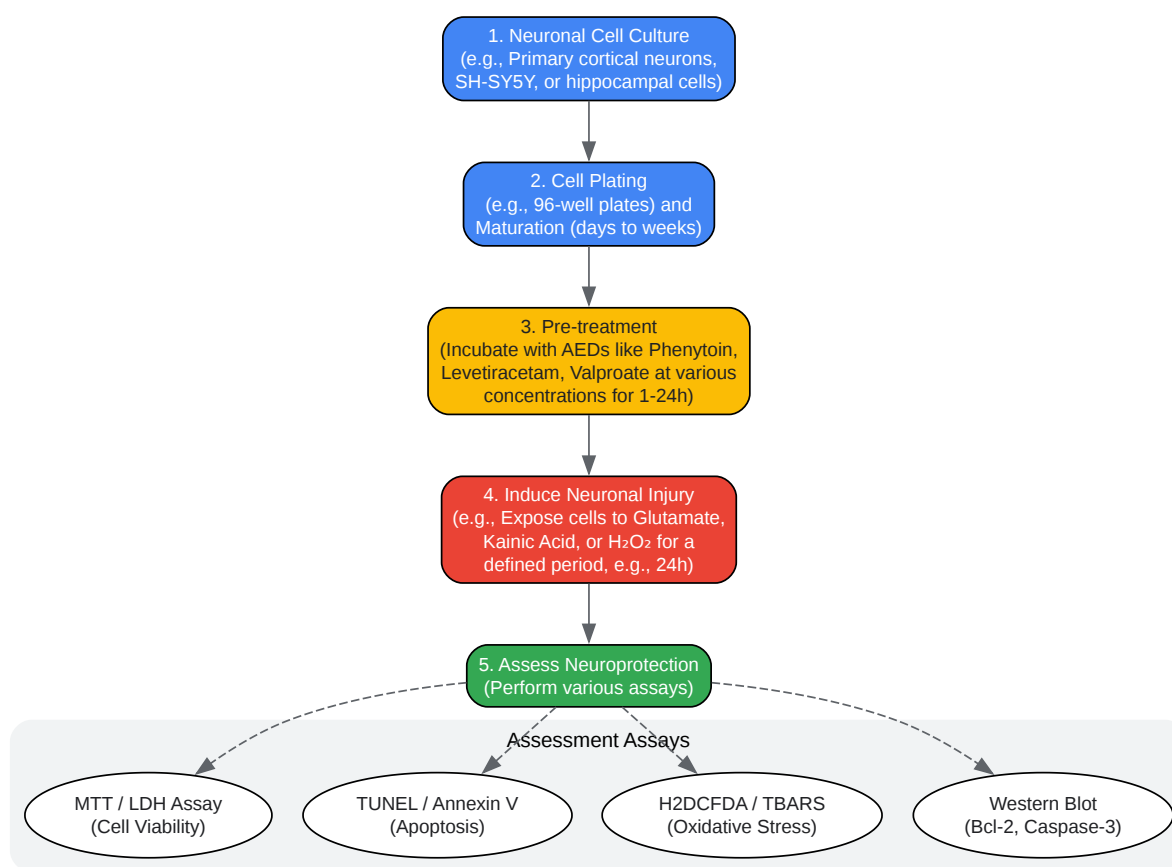 1. Neuronal Cell Culture
(e.g., Primary cortical neurons,
SH-SY5Y, or hippocampal cells)
2. Cell Plating
(e.g., 96-well plates) and
Maturation (days to weeks)
3. Pre-treatment
(Incubate with AEDs like Phenytoin,
Levetiracetam, Valproate at various
concentrations for 1-24h)
4. Induce Neuronal Injury
(e.g., Expose cells to Glutamate,
Kainic Acid, or H₂O₂ for a
defined period, e.g., 24h)
5. Assess Neuroprotection
(Perform various assays)
Assessment Assays
MTT / LDH Assay
(Cell Viability)
TUNEL / Annexin V
(Apoptosis)
H2DCFDA / TBARS
(Oxidative Stress)
Western Blot
(Bcl-2, Caspase-3)